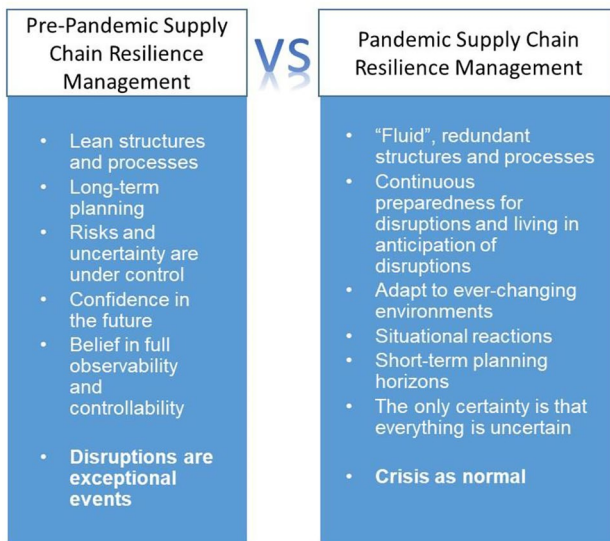 Pre-Pandemic Supply
Chain Resilience
Management
VS
Pandemic Supply Chain
Resilience Management
• Lean structures
and processes
• Long-term
planning
• Risks and
uncertainty are
under control
• Confidence in
the future
• Belief in full
observability
and
controllability
• Disruptions are
exceptional
events
• “Fluid”, redundant
structures and processes
• Continuous
preparedness for
disruptions and living in
anticipation of
disruptions
• Adapt to ever-changing
environments
• Situational reactions
• Short-term planning
horizons
• The only certainty is that
everything is uncertain
• Crisis as normal